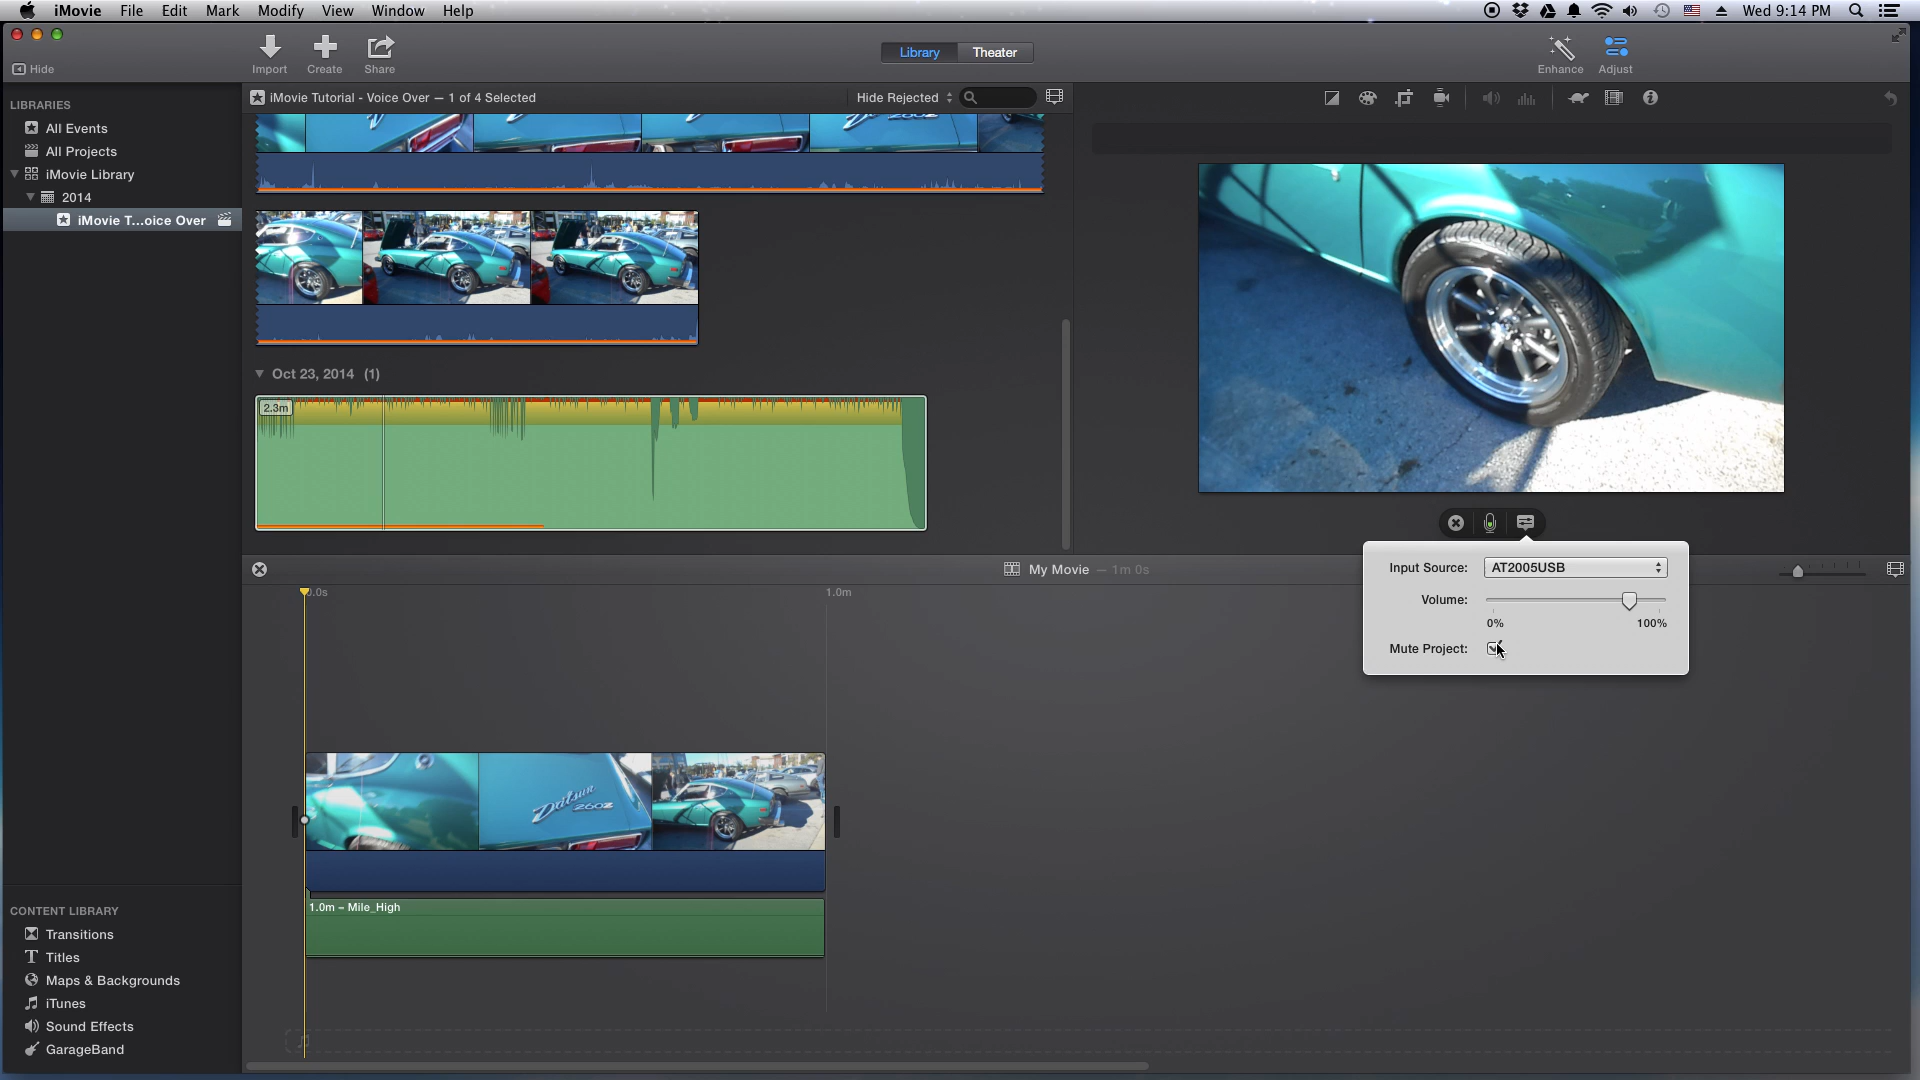 iMovie File Edit Mark Modify View Window Help Wed 9:14 PM
Hide Import Create Share Library Theater Enhance Adjust
LIBRARIES
All Events
All Projects
iMovie Library
2014
iMovie T...oice Over
iMovie Tutorial - Voice Over — 1 of 4 Selected Hide Rejected
Oct 23, 2014 (1)
2.3m
My Movie — 1m 0s
Input Source: AT2005USB
Volume:
0% 100%
Mute Project:
0.0s 1.0m
Datsun 260Z
1.0m – Mile_High
CONTENT LIBRARY
Transitions
Titles
Maps & Backgrounds
iTunes
Sound Effects
GarageBand